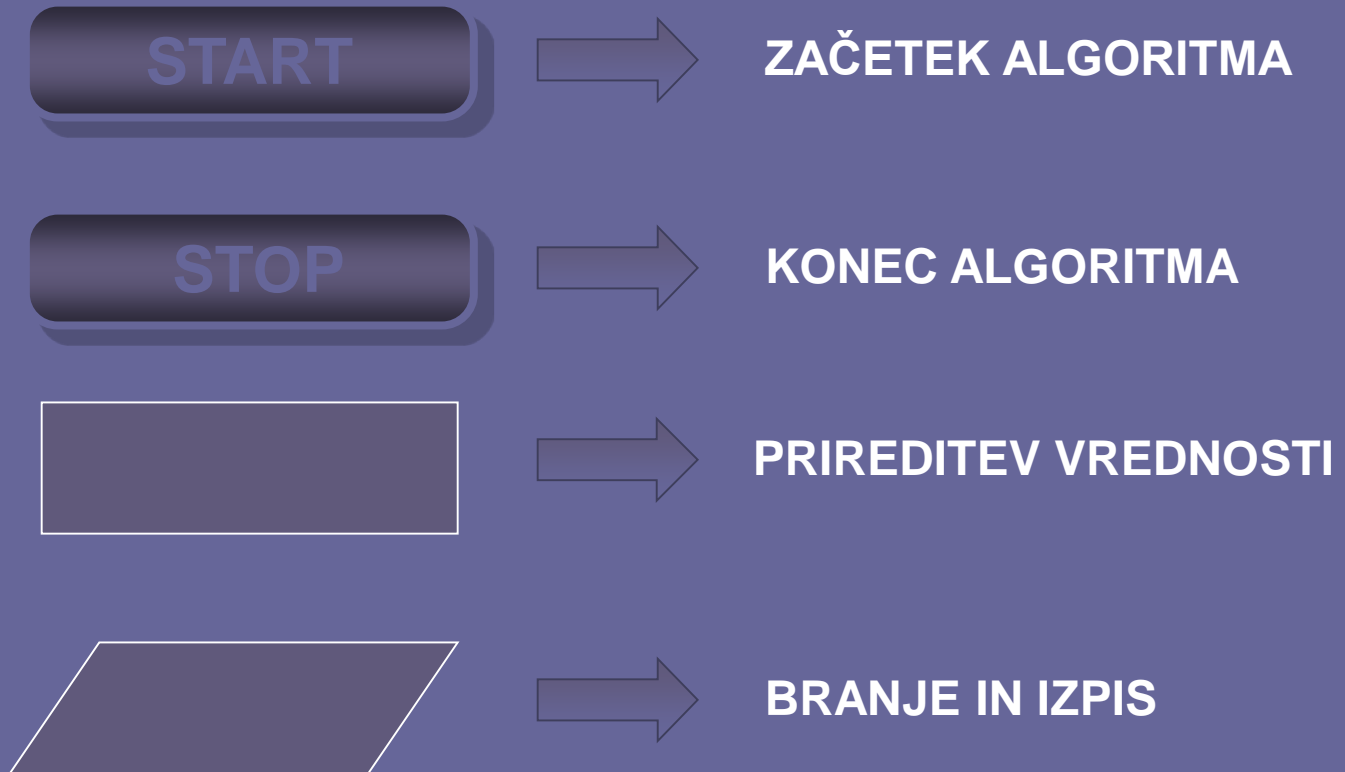 START
ZAČETEK ALGORITMA
STOP
KONEC ALGORITMA
PRIREDITEV VREDNOSTI
BRANJE IN IZPIS